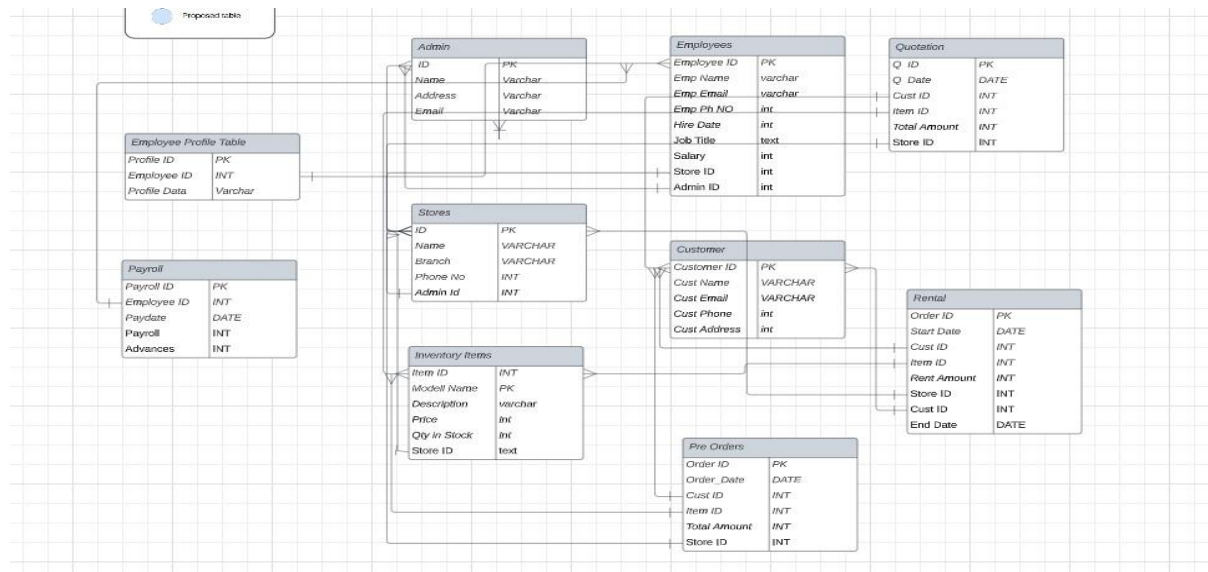 Proposed table
Admin
ID PK
Name Varchar
Address Varchar
Email Varchar
Employees
Employee ID PK
Emp Name varchar
Emp Email varchar
Emp Ph NO int
Hire Date int
Job Title text
Salary int
Store ID int
Admin ID int
Quotation
Q_ID PK
Q_Date DATE
Cust ID INT
Item ID INT
Total Amount INT
Store ID INT
Employee Profile Table
Profile ID PK
Employee ID INT
Profile Data Varchar
Stores
ID PK
Name VARCHAR
Branch VARCHAR
Phone No INT
Admin Id INT
Customer
Customer ID PK
Cust Name VARCHAR
Cust Email VARCHAR
Cust Phone int
Cust Address int
Payroll
Payroll ID PK
Employee ID INT
Paydate DATE
Payroll INT
Advances INT
Rental
Order ID PK
Start Date DATE
Cust ID INT
Item ID INT
Rent Amount INT
Store ID INT
Cust ID INT
End Date DATE
Inventory Items
Item ID INT
Modell Name PK
Description varchar
Price int
Qty in Stock int
Store ID text
Pre Orders
Order ID PK
Order_Date DATE
Cust ID INT
Item ID INT
Total Amount INT
Store ID INT